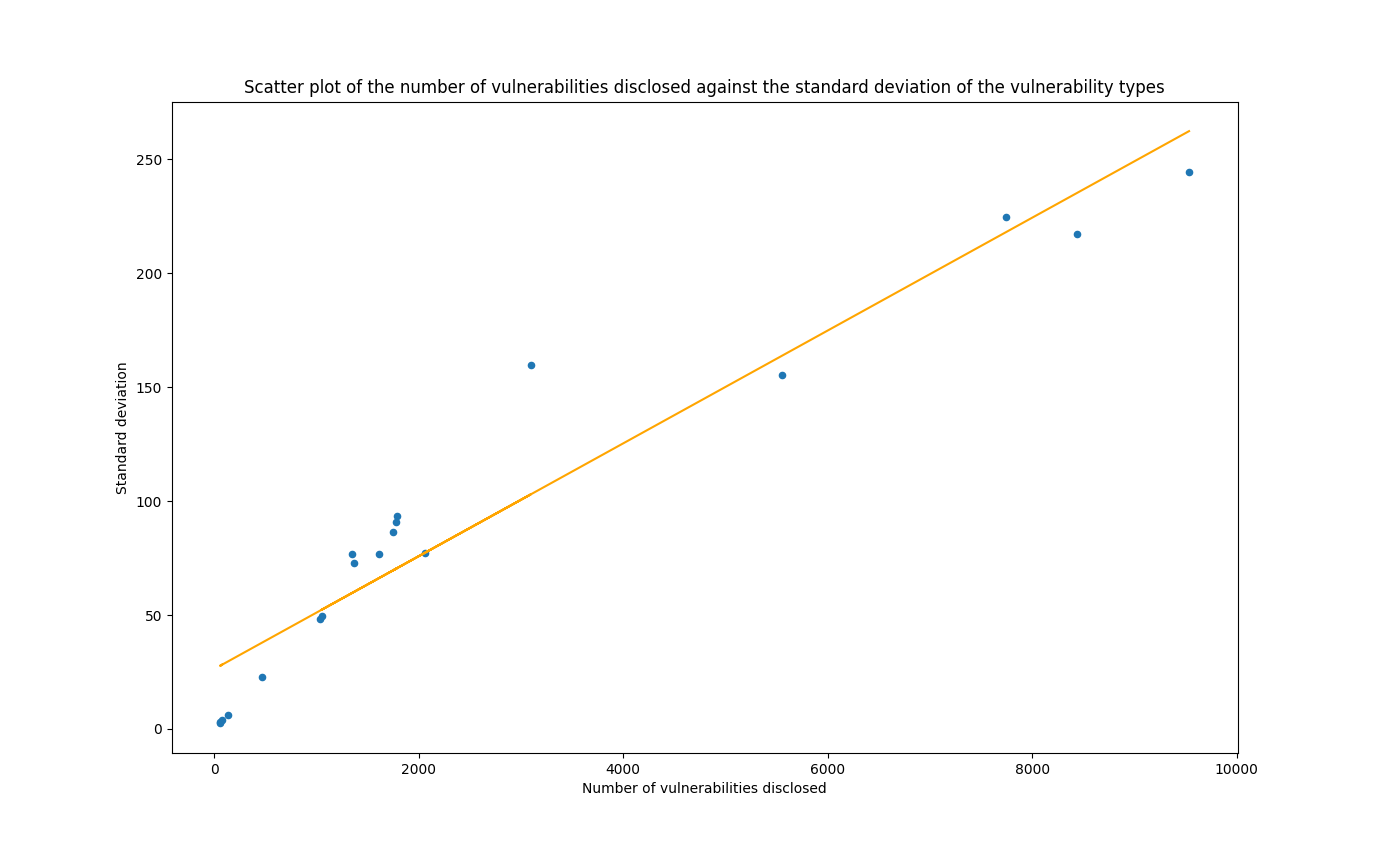 Scatter plot of the number of vulnerabilities disclosed against the standard deviation of the vulnerability types
250
200
150
100
50
0
Standard deviation
0 2000 4000 6000 8000 10000
Number of vulnerabilities disclosed